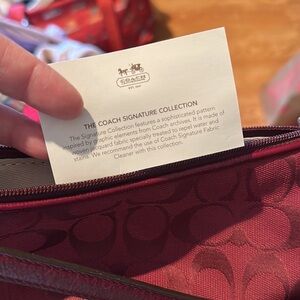 COACH
EST. 1941
THE COACH SIGNATURE COLLECTION
The Signature Collection features a sophisticated pattern
inspired by graphic elements from Coach archives. It is made of
woven jacquard fabric specially treated to repel water and
stains. We recommend the use of Coach Signature Fabric
Cleaner with this collection.